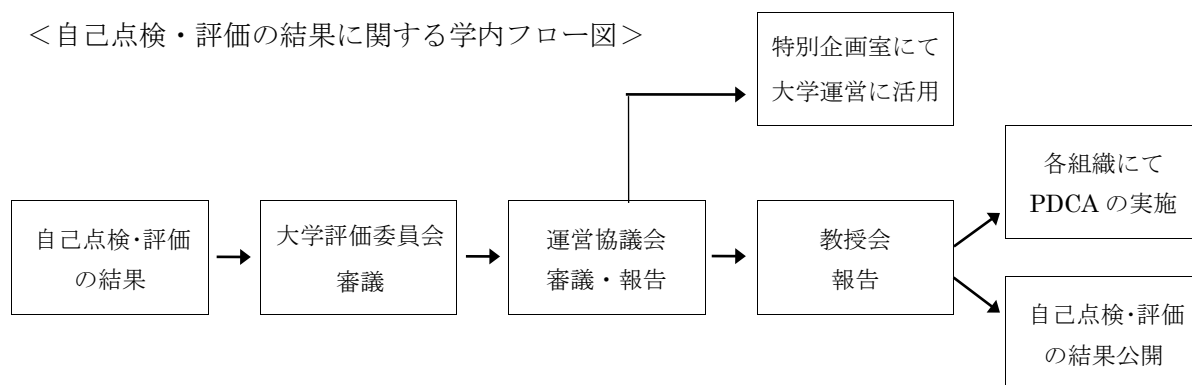 ＜自己点検・評価の結果に関する学内フロー図＞
特別企画室にて
大学運営に活用
各組織にて
PDCA の実施
自己点検･評価
の結果
大学評価委員会
審議
運営協議会
審議・報告
教授会
報告
自己点検･評価
の結果公開